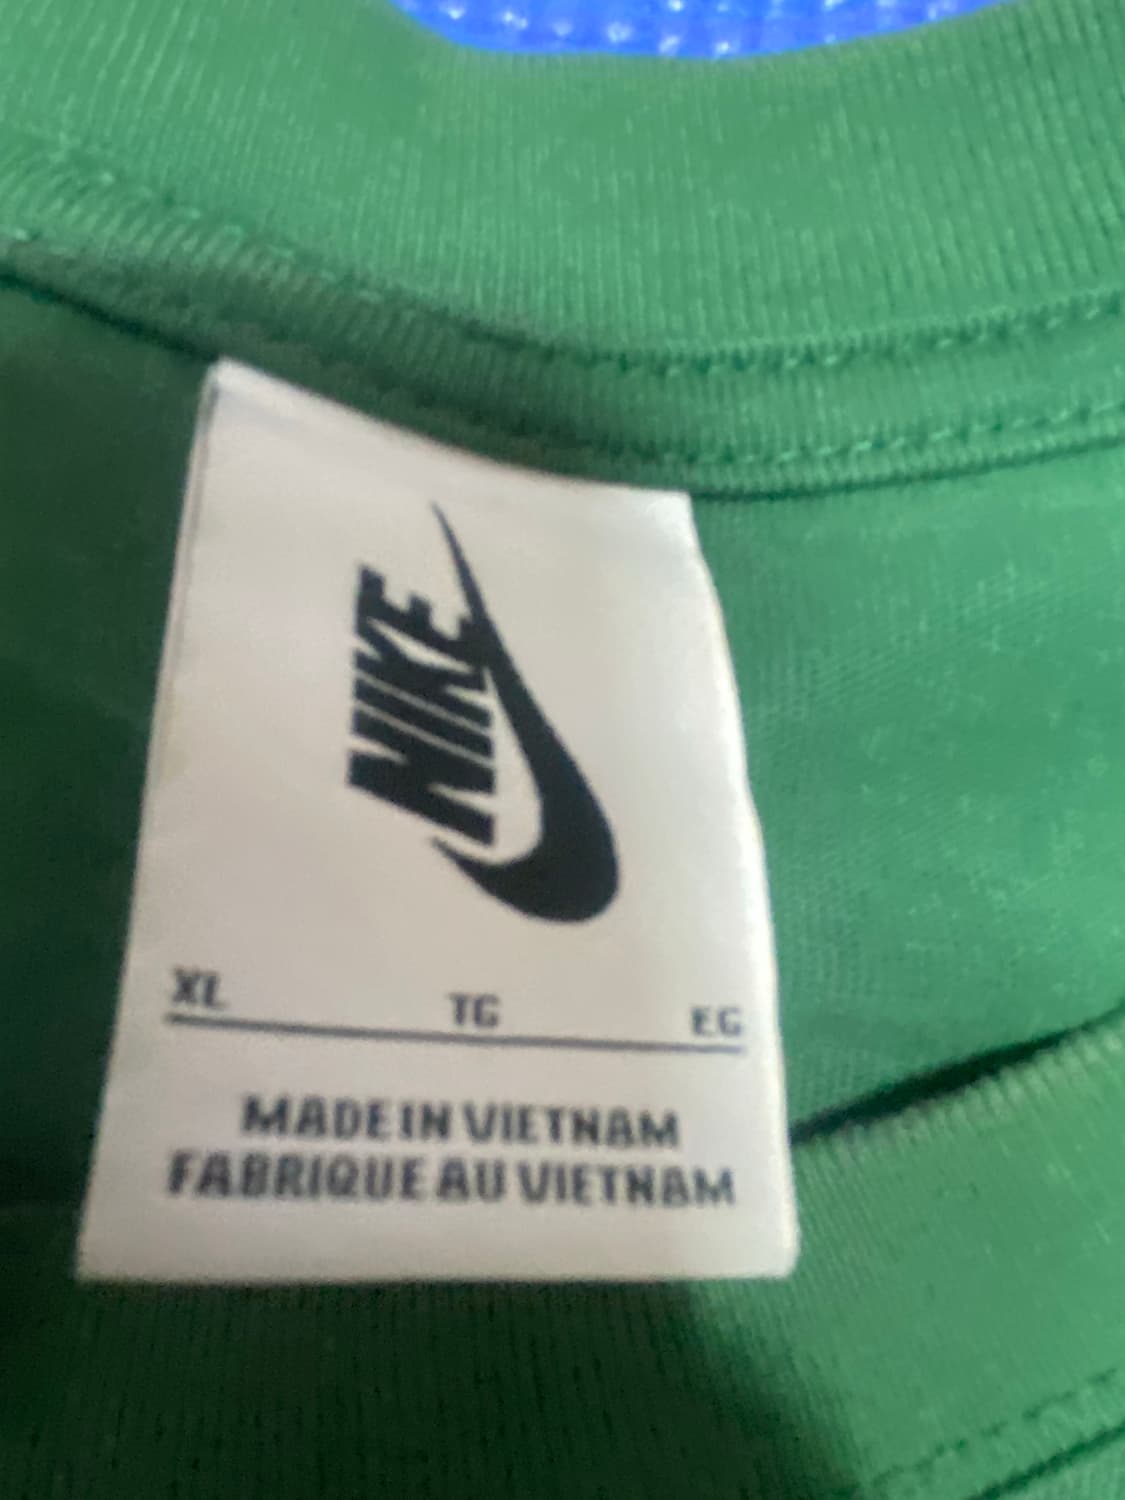 NIKE
XL TG EG
MADE IN VIETNAM
FABRIQUE AU VIETNAM